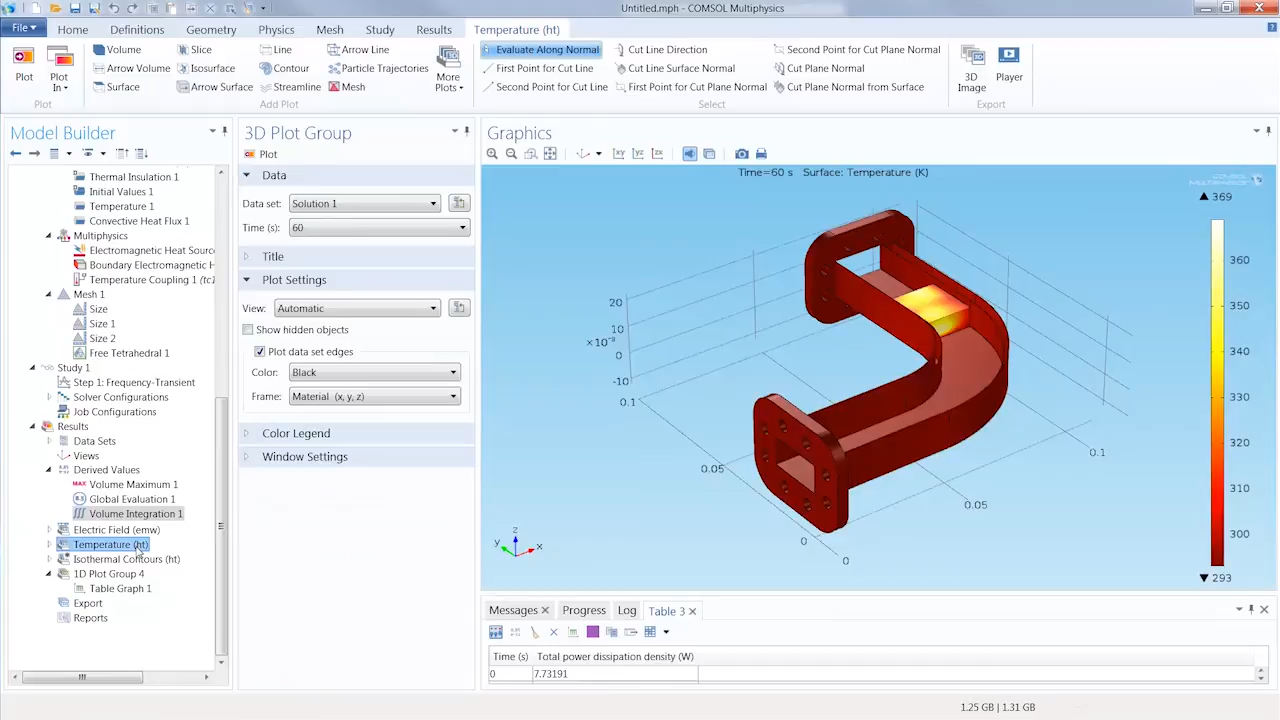 Untitled.mph - COMSOL Multiphysics
File Home Definitions Geometry Physics Mesh Study Results Temperature (ht)
Plot
Plot In
Plot
Volume Slice Line Arrow Line
Arrow Volume Isosurface Contour Particle Trajectories
Surface Arrow Surface Streamline Mesh
More Plots
Add Plot
Evaluate Along Normal Cut Line Direction Second Point for Cut Plane Normal
First Point for Cut Line Cut Line Surface Normal Cut Plane Normal
Second Point for Cut Line First Point for Cut Plane Normal Cut Plane Normal from Surface
Select
3D Image
Player
Export
Model Builder
Thermal Insulation 1
Initial Values 1
Temperature 1
Convective Heat Flux 1
Multiphysics
Electromagnetic Heat Source
Boundary Electromagnetic H
Temperature Coupling 1 (tc1
Mesh 1
Size
Size 1
Size 2
Free Tetrahedral 1
Study 1
Step 1: Frequency-Transient
Solver Configurations
Job Configurations
Results
Data Sets
Views
Derived Values
MAX Volume Maximum 1
Global Evaluation 1
Volume Integration 1
Electric Field (emw)
Temperature (ht)
Isothermal Contours (ht)
1D Plot Group 4
Table Graph 1
Export
Reports
3D Plot Group
Plot
Data
Data set: Solution 1
Time (s): 60
Title
Plot Settings
View: Automatic
Show hidden objects
Plot data set edges
Color: Black
Frame: Material (x, y, z)
Color Legend
Window Settings
Graphics
xy yz zx
Time=60 s Surface: Temperature (K)
COMSOL
MULTIPHYSICS
▲ 369
360
350
340
330
320
310
300
▼ 293
20
10
×10⁻³
0
-10
0.1
0.05
0
0
0.05
0.1
z
y
x
Messages Progress Log Table 3
Time (s) Total power dissipation density (W)
0 7.73191
1.25 GB | 1.31 GB